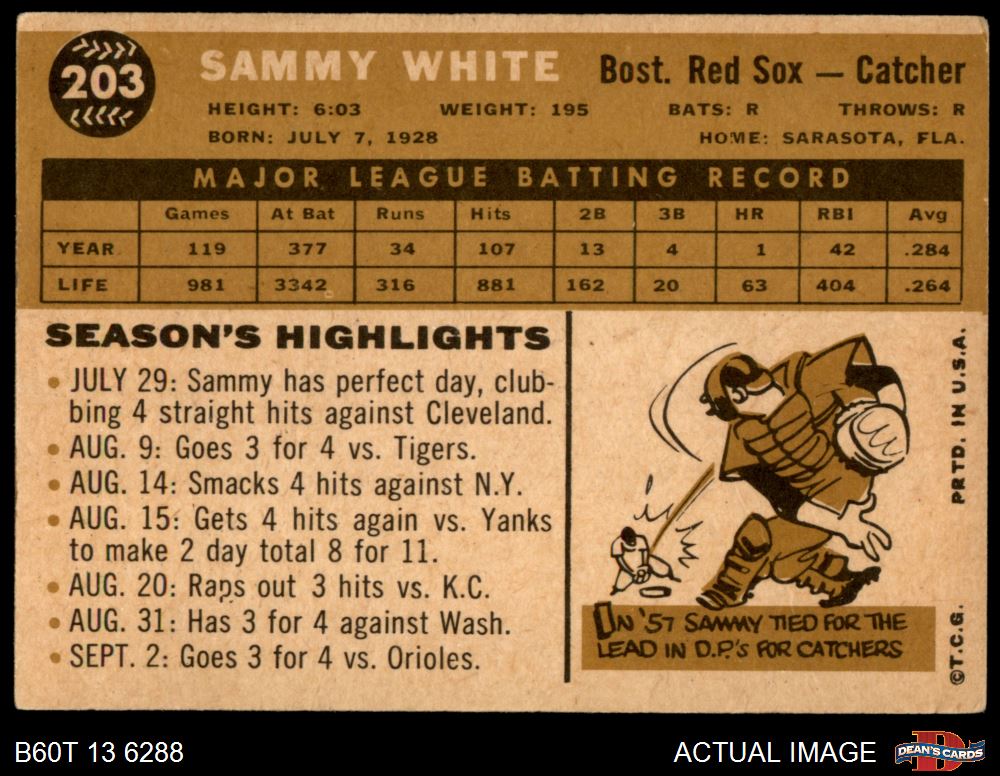 203
SAMMY WHITE Bost. Red Sox — Catcher
HEIGHT: 6:03 WEIGHT: 195 BATS: R THROWS: R
BORN: JULY 7, 1928 HOME: SARASOTA, FLA.
MAJOR LEAGUE BATTING RECORD
Games At Bat Runs Hits 2B 3B HR RBI Avg
YEAR 119 377 34 107 13 4 1 42 .284
LIFE 981 3342 316 881 162 20 63 404 .264
SEASON'S HIGHLIGHTS
• JULY 29: Sammy has perfect day, club-
bing 4 straight hits against Cleveland.
• AUG. 9: Goes 3 for 4 vs. Tigers.
• AUG. 14: Smacks 4 hits against N.Y.
• AUG. 15: Gets 4 hits again vs. Yanks
to make 2 day total 8 for 11.
• AUG. 20: Raps out 3 hits vs. K.C.
• AUG. 31: Has 3 for 4 against Wash.
• SEPT. 2: Goes 3 for 4 vs. Orioles.
IN '57 SAMMY TIED FOR THE
LEAD IN D.P.'S FOR CATCHERS
©T.C.G. PRTD. IN U.S.A.
B60T 13 6288 ACTUAL IMAGE DEAN'S CARDS